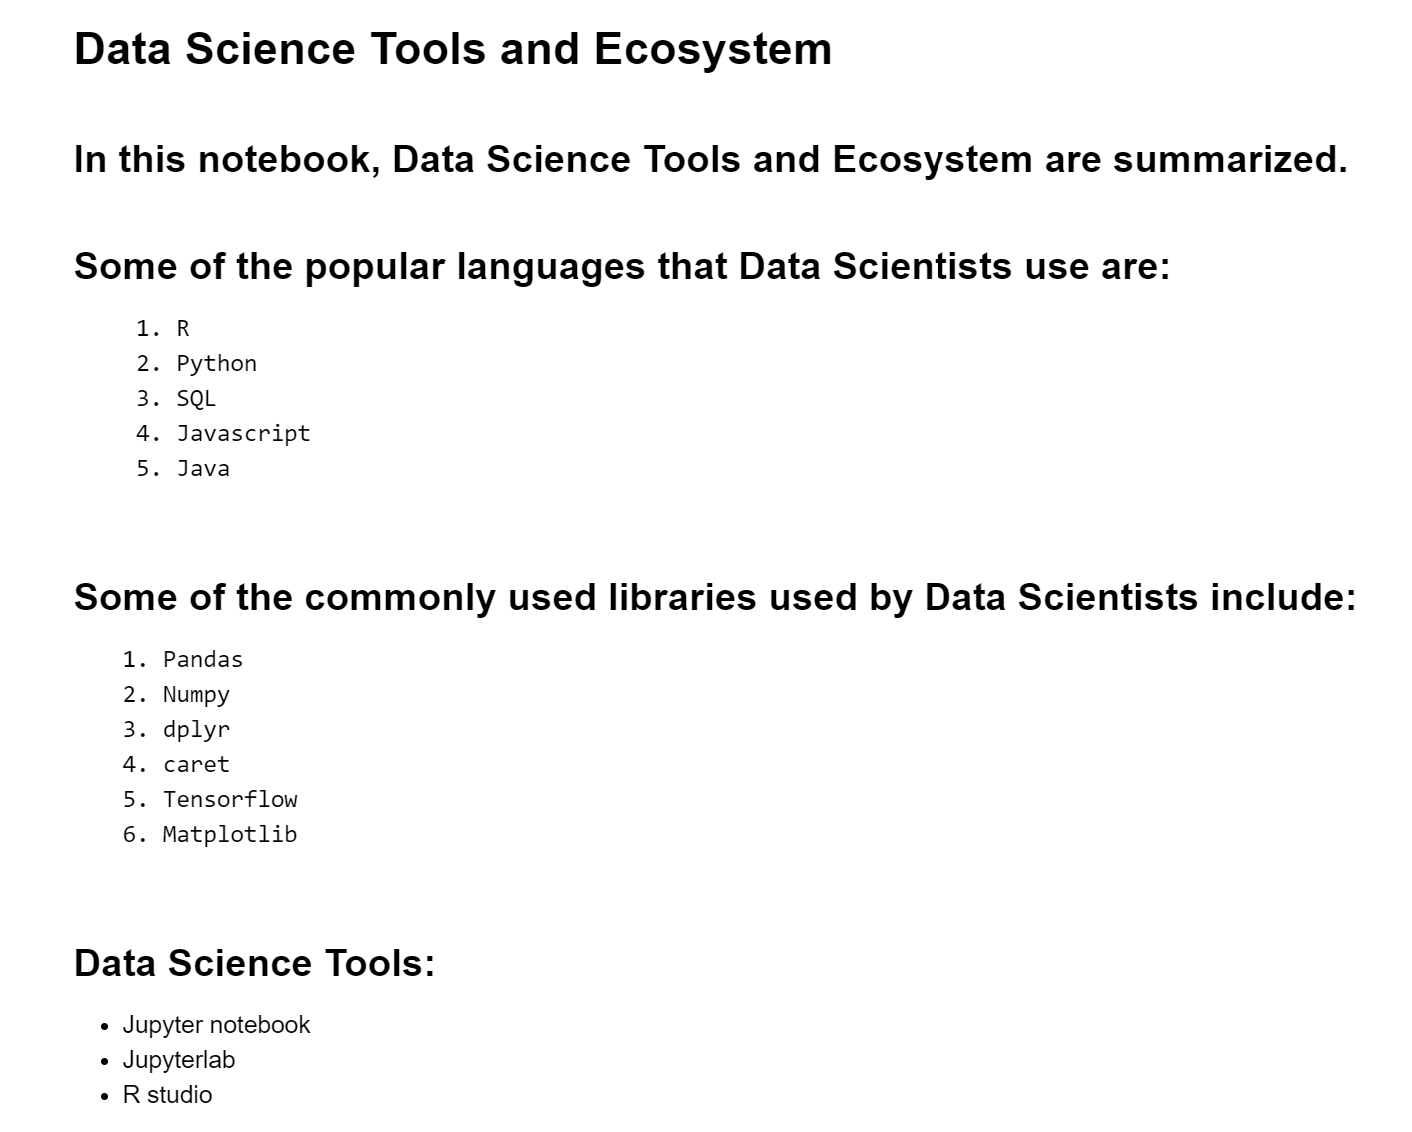 Data Science Tools and Ecosystem
In this notebook, Data Science Tools and Ecosystem are summarized.
Some of the popular languages that Data Scientists use are:
1. R
2. Python
3. SQL
4. Javascript
5. Java
Some of the commonly used libraries used by Data Scientists include:
1. Pandas
2. Numpy
3. dplyr
4. caret
5. Tensorflow
6. Matplotlib
Data Science Tools:
• Jupyter notebook
• Jupyterlab
• R studio